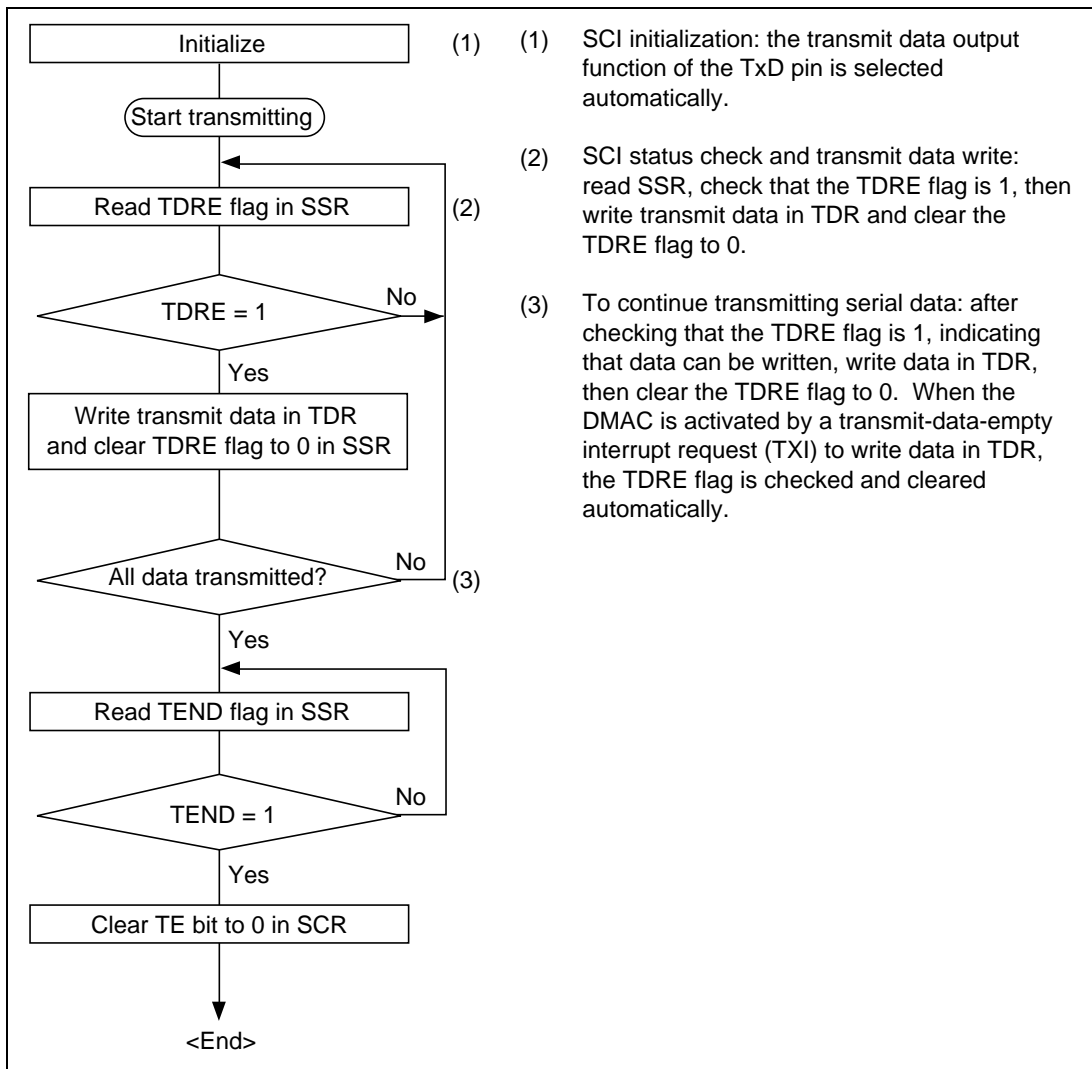 Initialize
(1)
Start transmitting
Read TDRE flag in SSR
(2)
TDRE = 1
No
Yes
Write transmit data in TDR
and clear TDRE flag to 0 in SSR
All data transmitted?
No
(3)
Yes
Read TEND flag in SSR
TEND = 1
No
Yes
Clear TE bit to 0 in SCR
<End>
(1) SCI initialization: the transmit data output
function of the TxD pin is selected
automatically.
(2) SCI status check and transmit data write:
read SSR, check that the TDRE flag is 1, then
write transmit data in TDR and clear the
TDRE flag to 0.
(3) To continue transmitting serial data: after
checking that the TDRE flag is 1, indicating
that data can be written, write data in TDR,
then clear the TDRE flag to 0.  When the
DMAC is activated by a transmit-data-empty
interrupt request (TXI) to write data in TDR,
the TDRE flag is checked and cleared
automatically.